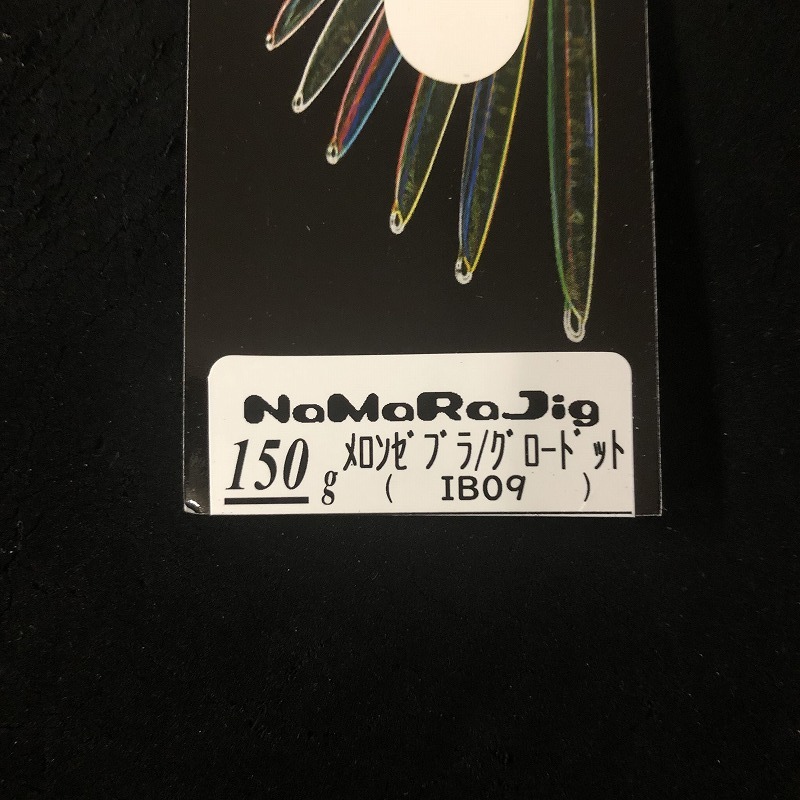 NaMaRaJig
150g ﾒﾛﾝｾﾞﾌﾞﾗ/ｸﾞﾛｰﾄﾞｯﾄ
( IB09 )